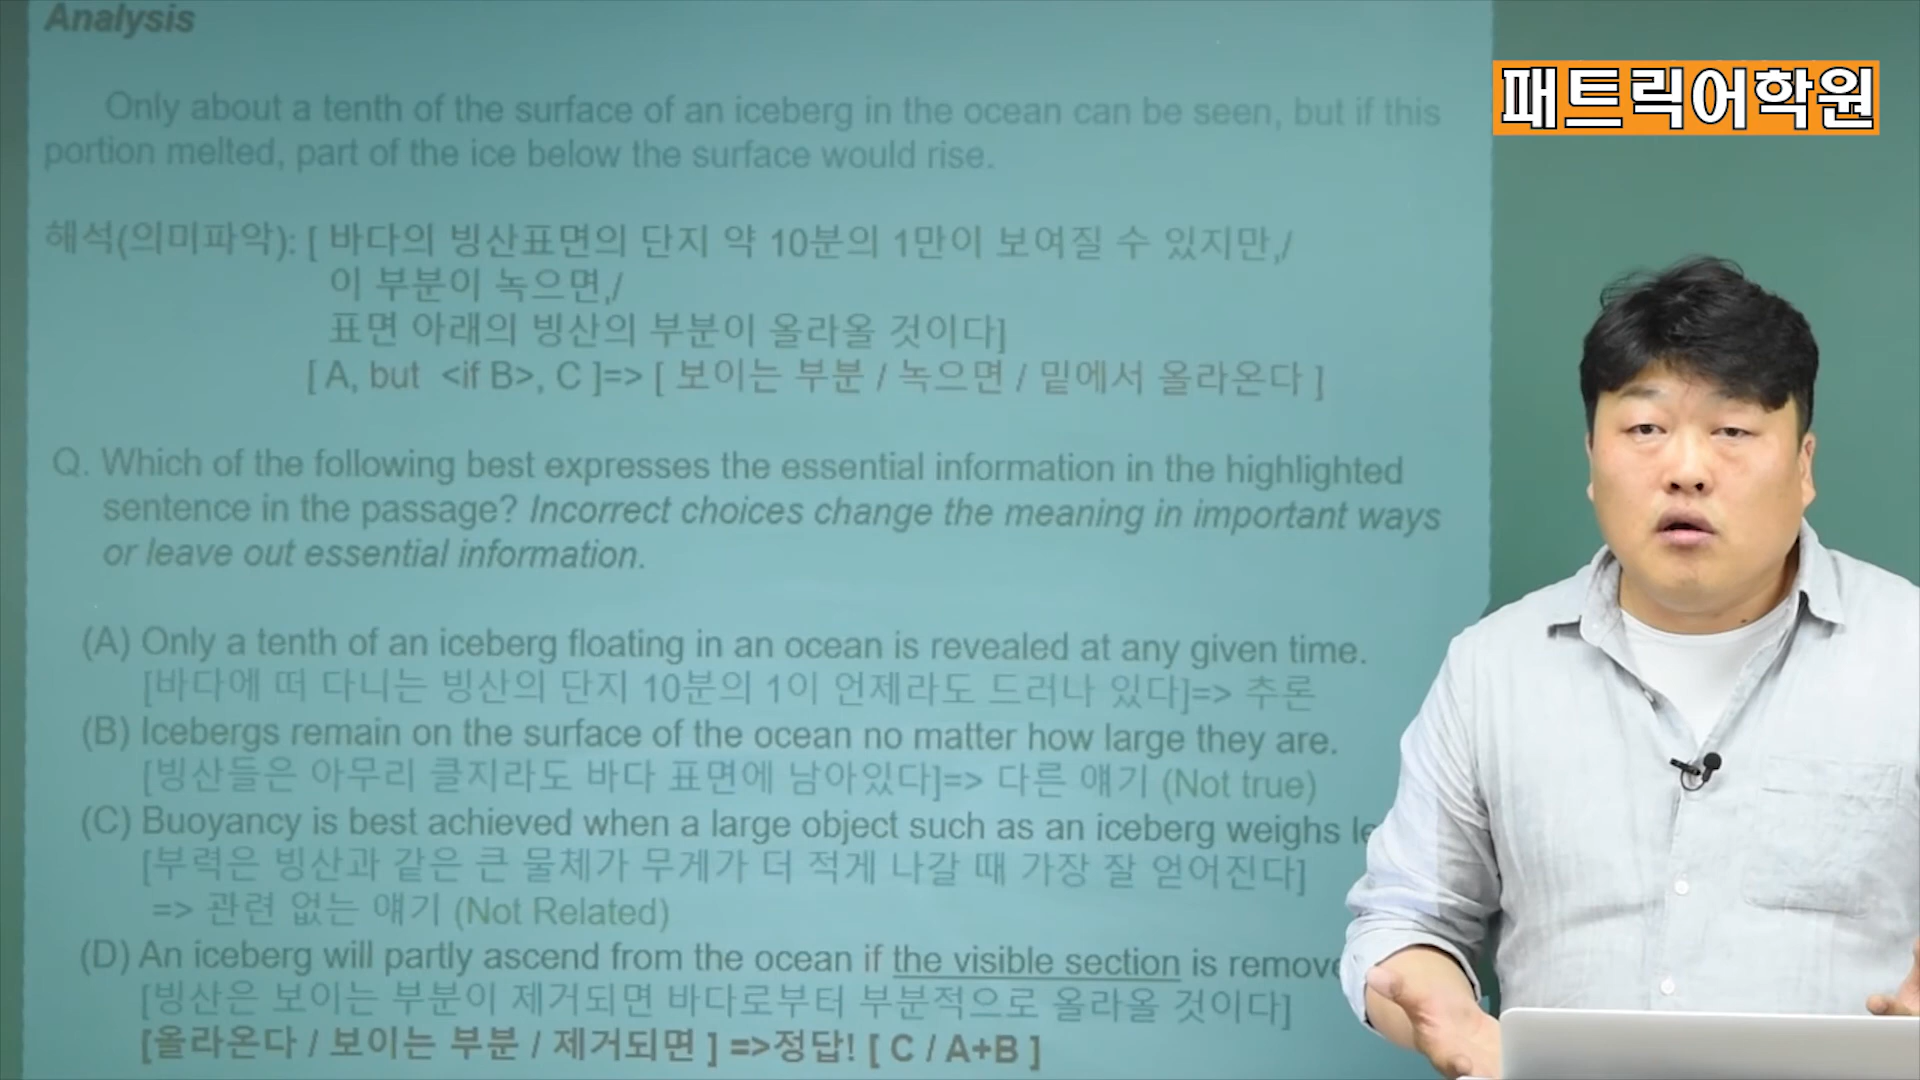 Analysis
패트릭어학원
Only about a tenth of the surface of an iceberg in the ocean can be seen, but if this
portion melted, part of the ice below the surface would rise.
해석(의미파악): [ 바다의 빙산표면의 단지 약 10분의 1만이 보여질 수 있지만,/
이 부분이 녹으면,/
표면 아래의 빙산의 부분이 올라올 것이다]
[ A, but <if B>, C ]=> [ 보이는 부분 / 녹으면 / 밑에서 올라온다 ]
Q. Which of the following best expresses the essential information in the highlighted
sentence in the passage? Incorrect choices change the meaning in important ways
or leave out essential information.
(A) Only a tenth of an iceberg floating in an ocean is revealed at any given time.
[바다에 떠 다니는 빙산의 단지 10분의 1이 언제라도 드러나 있다]=> 추론
(B) Icebergs remain on the surface of the ocean no matter how large they are.
[빙산들은 아무리 클지라도 바다 표면에 남아있다]=> 다른 얘기 (Not true)
(C) Buoyancy is best achieved when a large object such as an iceberg weighs
[부력은 빙산과 같은 큰 물체가 무게가 더 적게 나갈 때 가장 잘 얻어진다]
=> 관련 없는 얘기 (Not Related)
(D) An iceberg will partly ascend from the ocean if the visible section is
[빙산은 보이는 부분이 제거되면 바다로부터 부분적으로 올라올 것이다]
[올라온다 / 보이는 부분 / 제거되면 ] =>정답! [ C / A+B ]